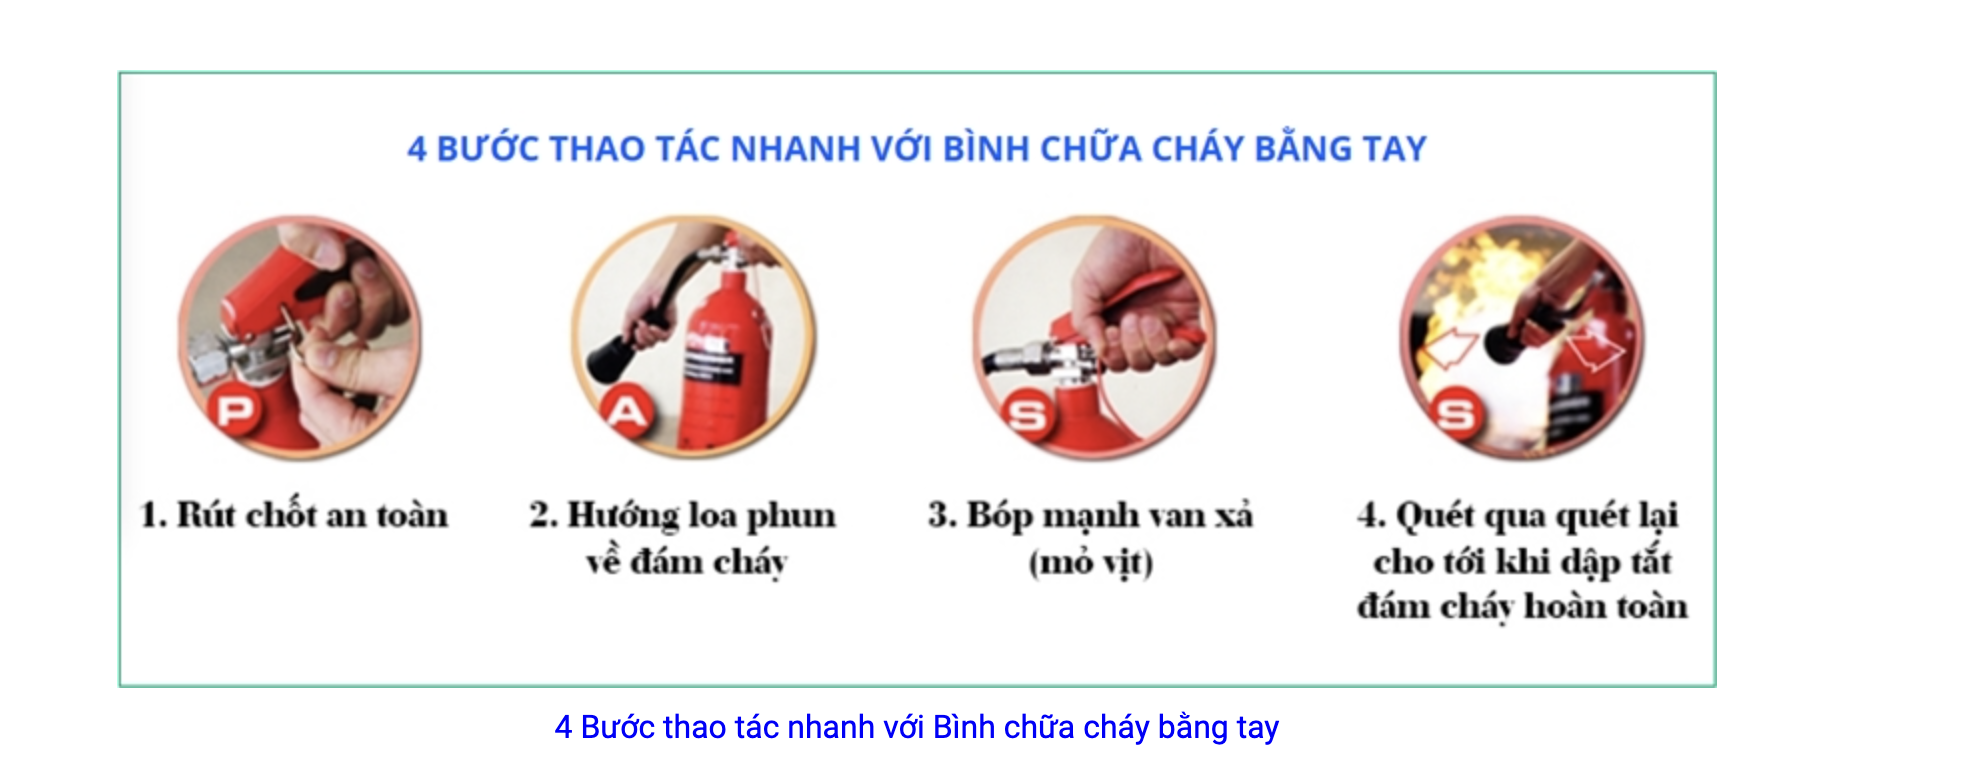 4 BƯỚC THAO TÁC NHANH VỚI BÌNH CHỮA CHÁY BẰNG TAY
P
A
S
S
1. Rút chốt an toàn
2. Hướng loa phun
về đám cháy
3. Bóp mạnh van xả
(mỏ vịt)
4. Quét qua quét lại
cho tới khi dập tắt
đám cháy hoàn toàn
4 Bước thao tác nhanh với Bình chữa cháy bằng tay